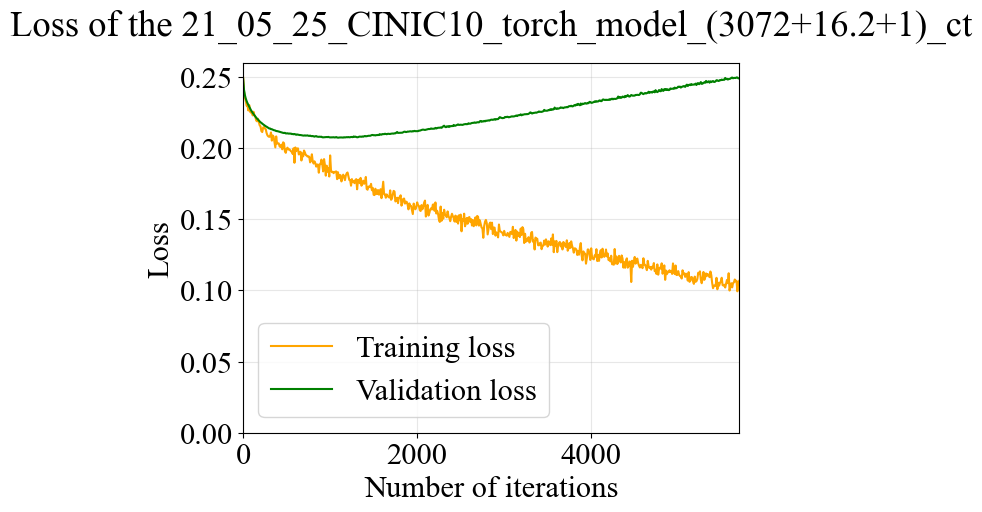 Loss of the 21_05_25_CINIC10_torch_model_(3072+16.2+1)_ct
0.25
0.20
0.15
0.10
0.05
0.00
Loss
Training loss
Validation loss
0 2000 4000
Number of iterations